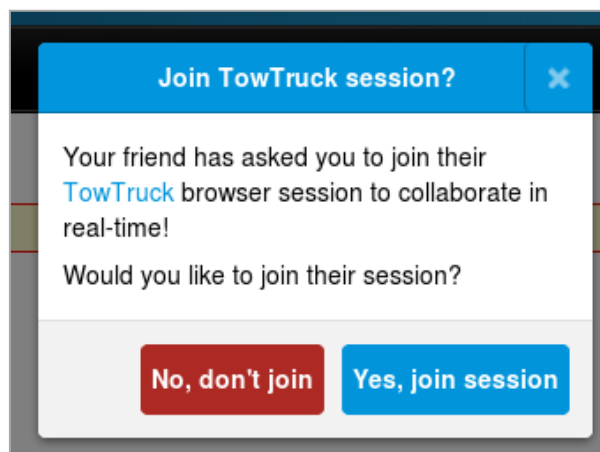 Join TowTruck session?
Your friend has asked you to join their
TowTruck browser session to collaborate in
real-time!
Would you like to join their session?
No, don't join
Yes, join session